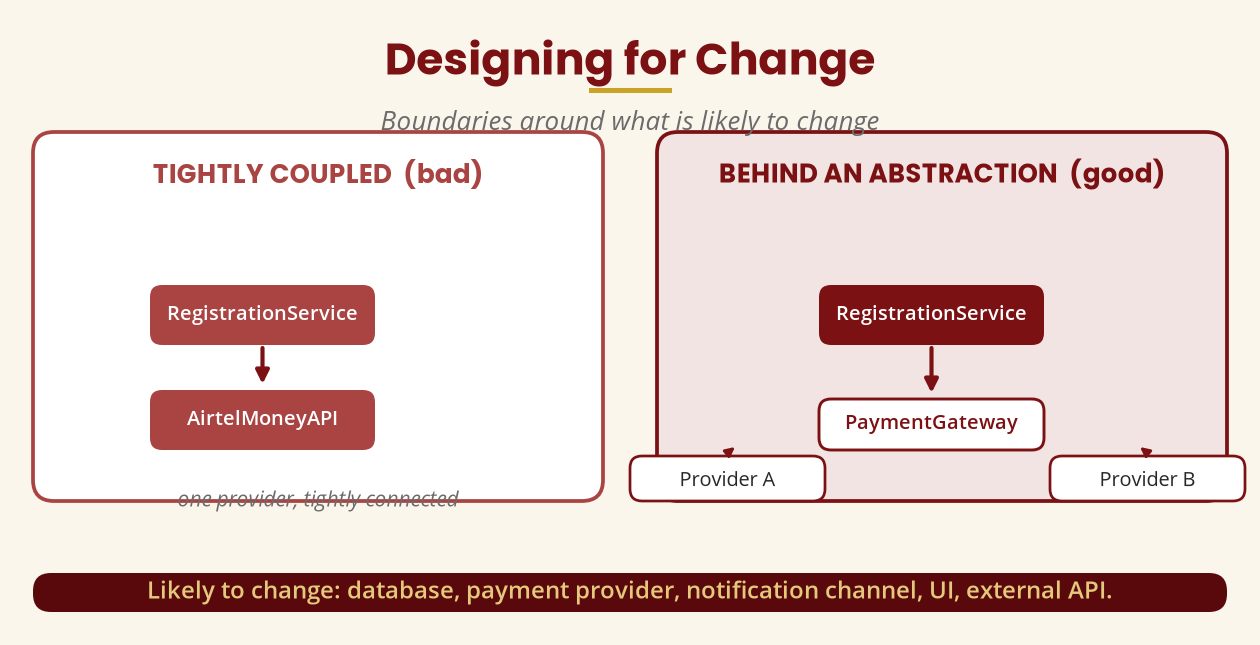 Designing for Change
Boundaries around what is likely to change
TIGHTLY COUPLED (bad)
RegistrationService
AirtelMoneyAPI
one provider, tightly connected
BEHIND AN ABSTRACTION (good)
RegistrationService
PaymentGateway
Provider A
Provider B
Likely to change: database, payment provider, notification channel, UI, external API.